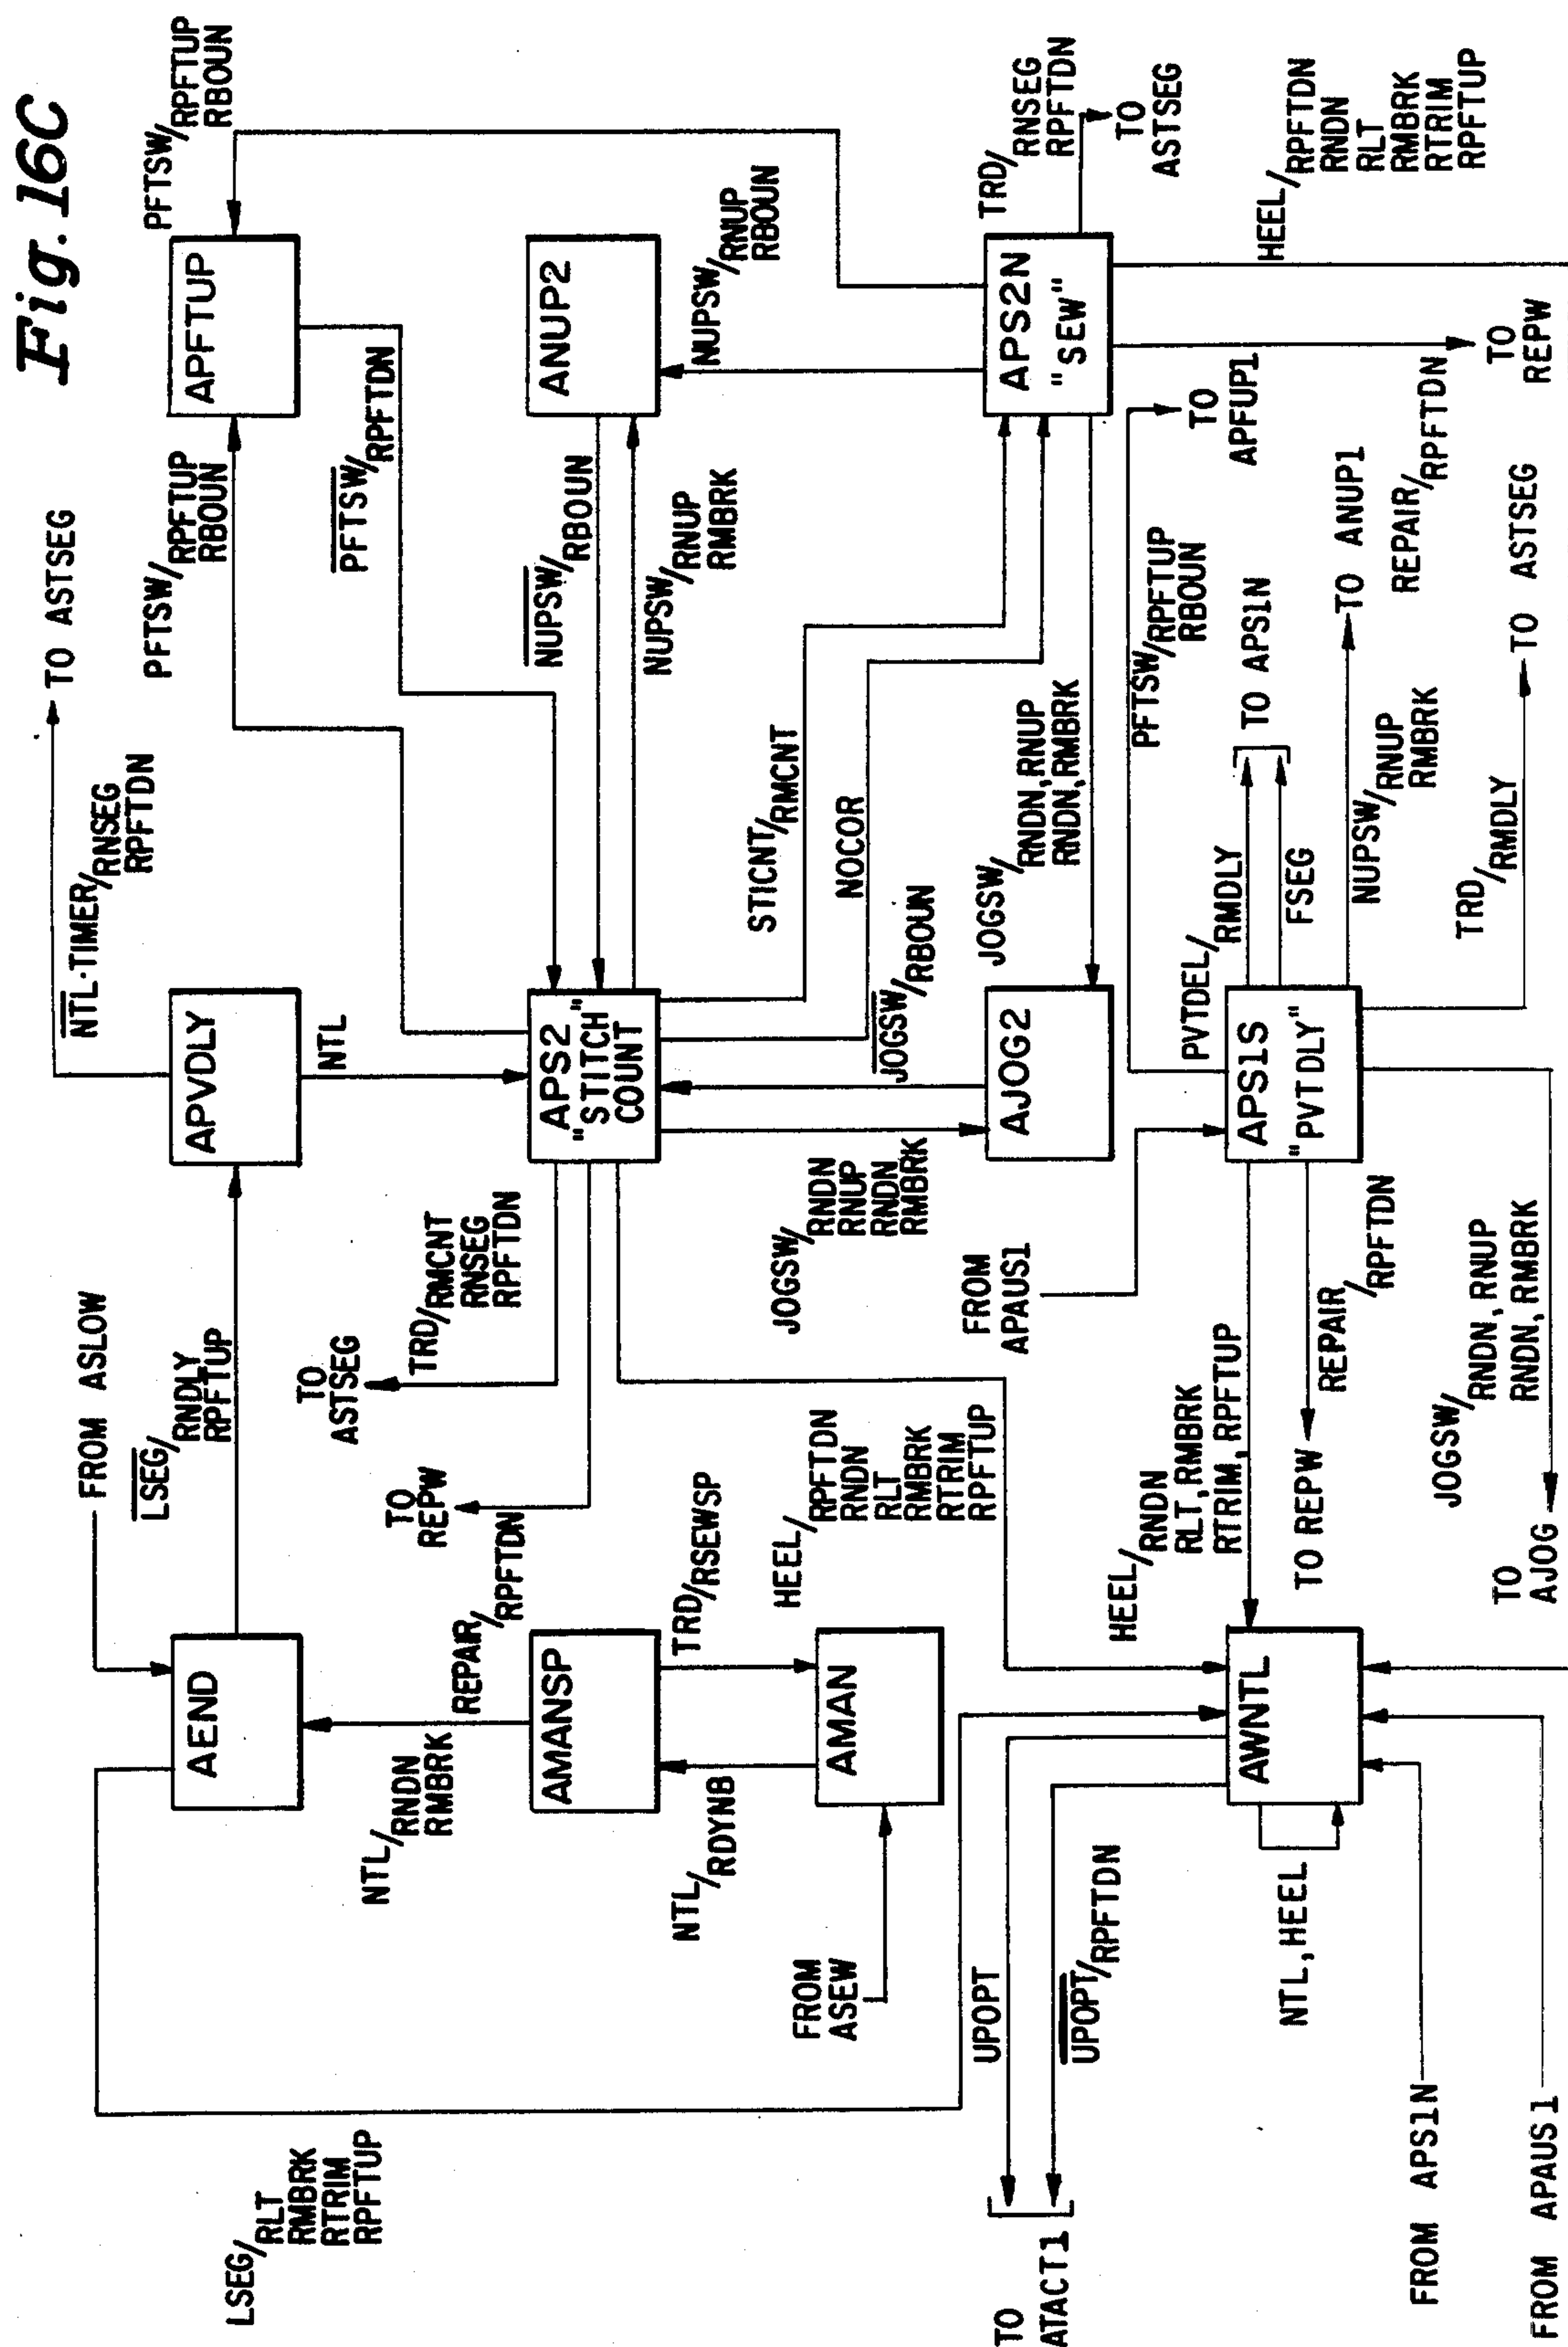 Fig. 16C
FROM ASLOW
AEND
LSEG/RNDLY
RPFTUP
APVDLY
NTL·TIMER/RNSEG
RPFTDN
TO ASTSEG
NTL
PFTSW/RPFTUP
RBOUN
APFTUP
PFTSW/RPFTUP
RBOUN
PFTSW/RPFTDN
LSEG/RLT
RMBRK
RTRIM
RPFTUP
NTL/RNDN
RMBRK
REPAIR/RPFTDN
AMANSP
TRD/RSEWSP
NTL/RDYNB
AMAN
FROM
ASEW
TO
REPW
TO
ASTSEG
TRD/RMCNT
RNSEG
RPFTDN
APS2
"STITCH"
COUNT
NUPSW/RBOUN
NUPSW/RNUP
RMBRK
ANUP2
NUPSW/RNUP
RBOUN
HEEL/RPFTDN
RNDN
RLT
RMBRK
RTRIM
RPFTUP
JOGSW/RNDN
RNUP
RNDN
RMBRK
JOGSW/RBOUN
STICNT/RMCNT
NOCOR
AJOG2
JOGSW/RNDN,RNUP
RNDN,RMBRK
APS2N
"SEW"
TRD/RNSEG
RPFTDN
TO
ASTSEG
HEEL/RPFTDN
RNDN
RLT
RMBRK
RTRIM
RPFTUP
TO
REPW
UPOPT
UPOPT/RPFTDN
TO
ATACT1
AWNTL
NTL,HEEL
FROM APS1N
FROM APAUS1
HEEL/RNDN
RLT,RMBRK
RTRIM,RPFTUP
TO REPW
REPAIR/RPFTDN
FROM
APAUS1
APS1S
"PVTDLY"
PFTSW/RPFTUP
RBOUN
TO
APFUP1
PVTDEL/RMDLY
FSEG
TO APS1N
NUPSW/RNUP
RMBRK
TO ANUP1
REPAIR/RPFTDN
TRD/RMDLY
TO ASTSEG
JOGSW/RNDN,RNUP
RNDN,RMBRK
TO
AJOG